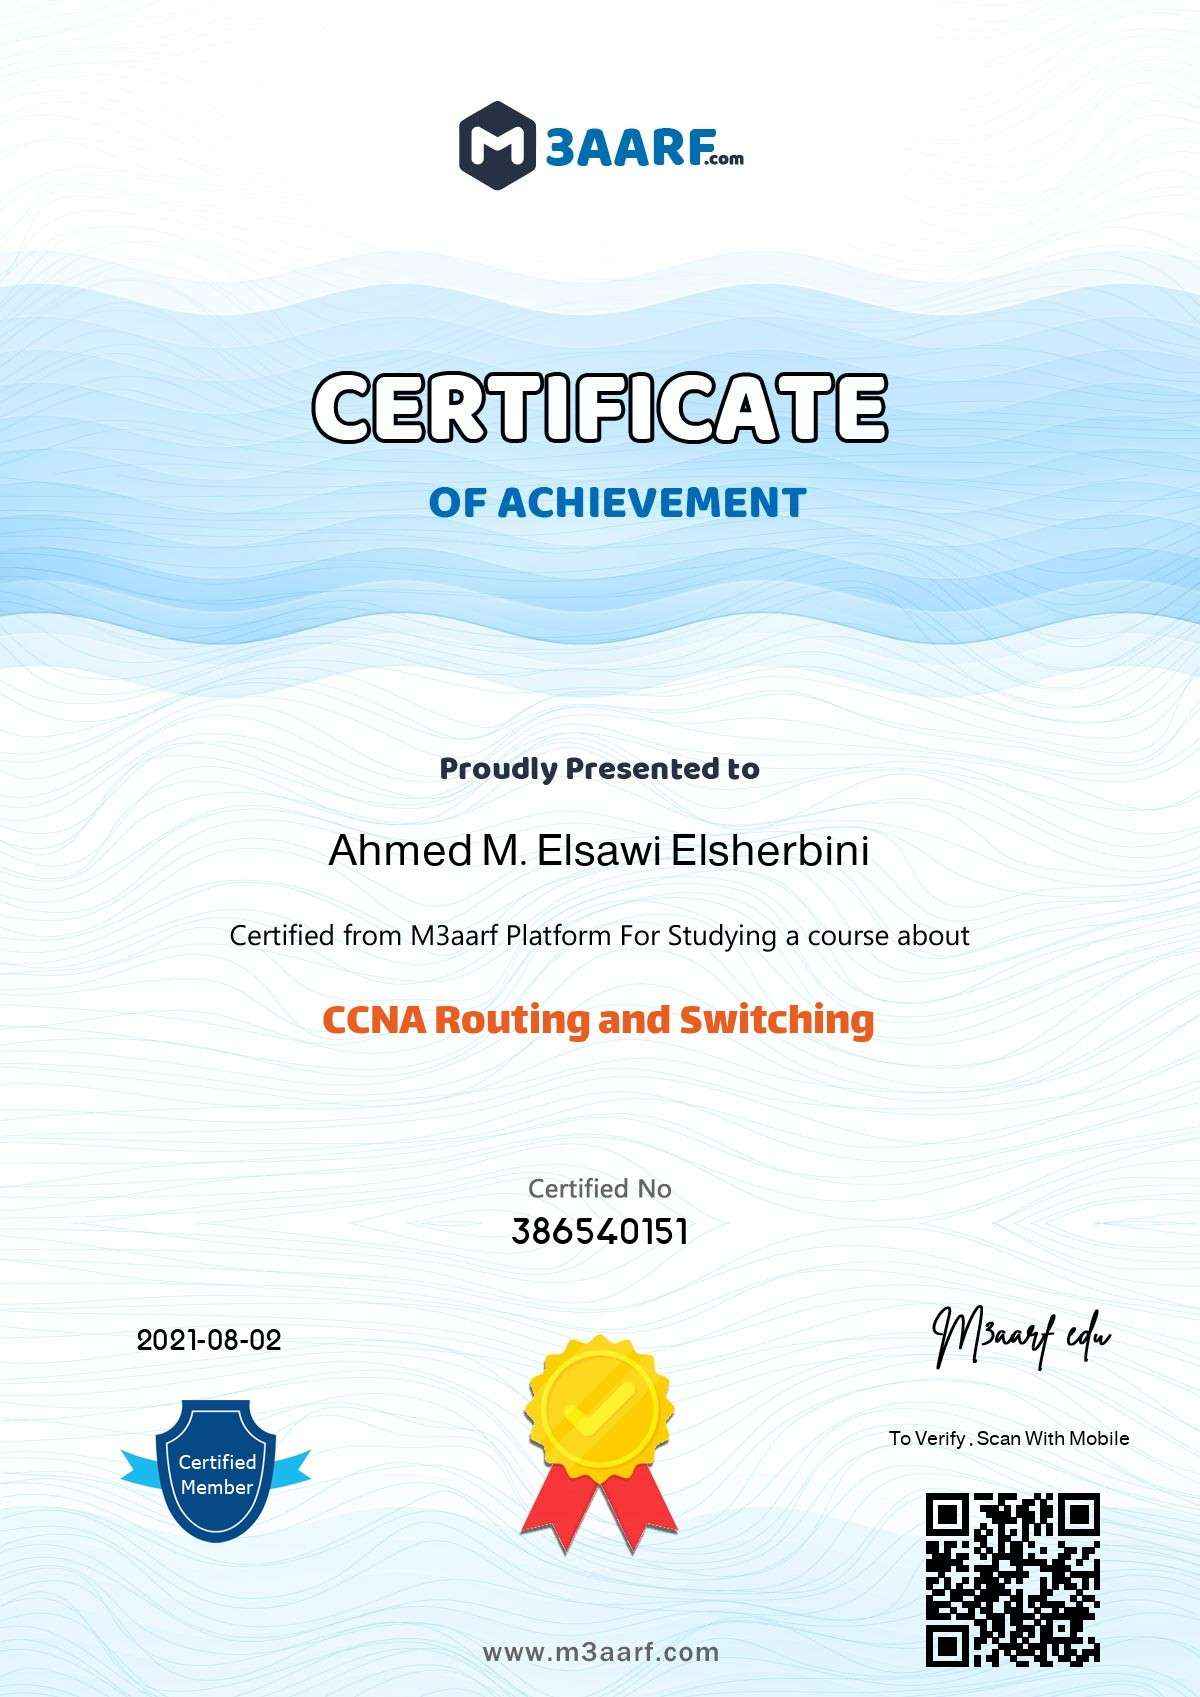 M3AARF.com
CERTIFICATE
OF ACHIEVEMENT
Proudly Presented to
Ahmed M. Elsawi Elsherbini
Certified from M3aarf Platform For Studying a course about
CCNA Routing and Switching
Certified No
386540151
2021-08-02
M3aarf edu
Certified
Member
To Verify , Scan With Mobile
www.m3aarf.com